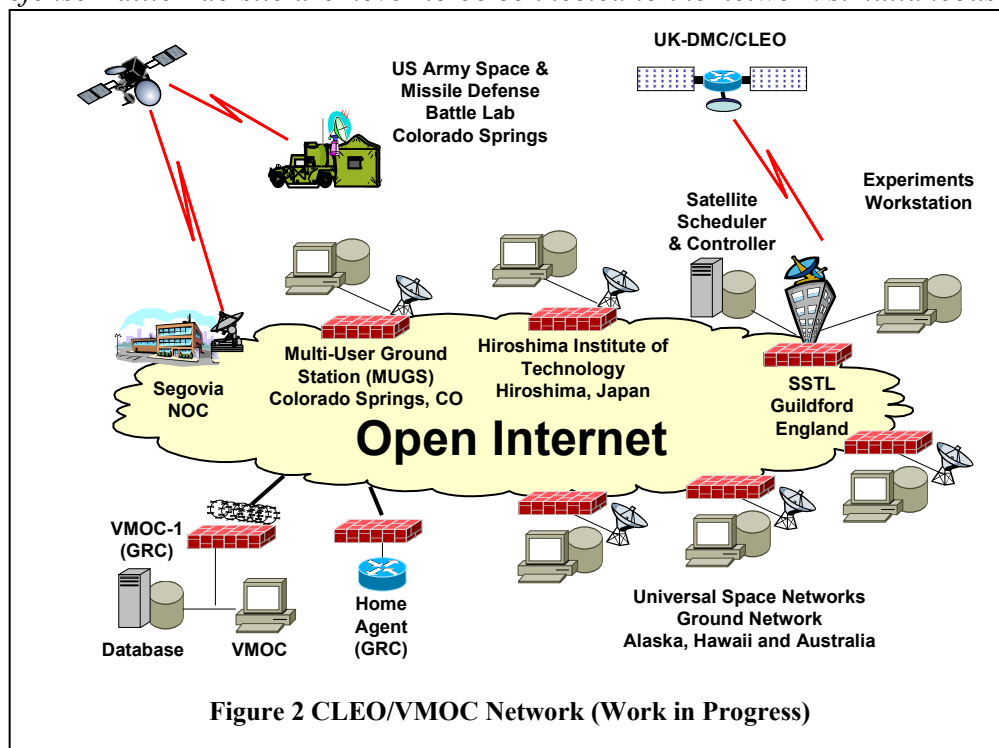 UK-DMC/CLEO
US Army Space &
Missile Defense
Battle Lab
Colorado Springs
Experiments
Workstation
Satellite
Scheduler
& Controller
Segovia
NOC
Multi-User Ground
Station (MUGS)
Colorado Springs, CO
Hiroshima Institute of
Technology
Hiroshima, Japan
SSTL
Guildford
England
Open Internet
VMOC-1
(GRC)
Database
VMOC
Home
Agent
(GRC)
Universal Space Networks
Ground Network
Alaska, Hawaii and Australia
Figure 2 CLEO/VMOC Network (Work in Progress)